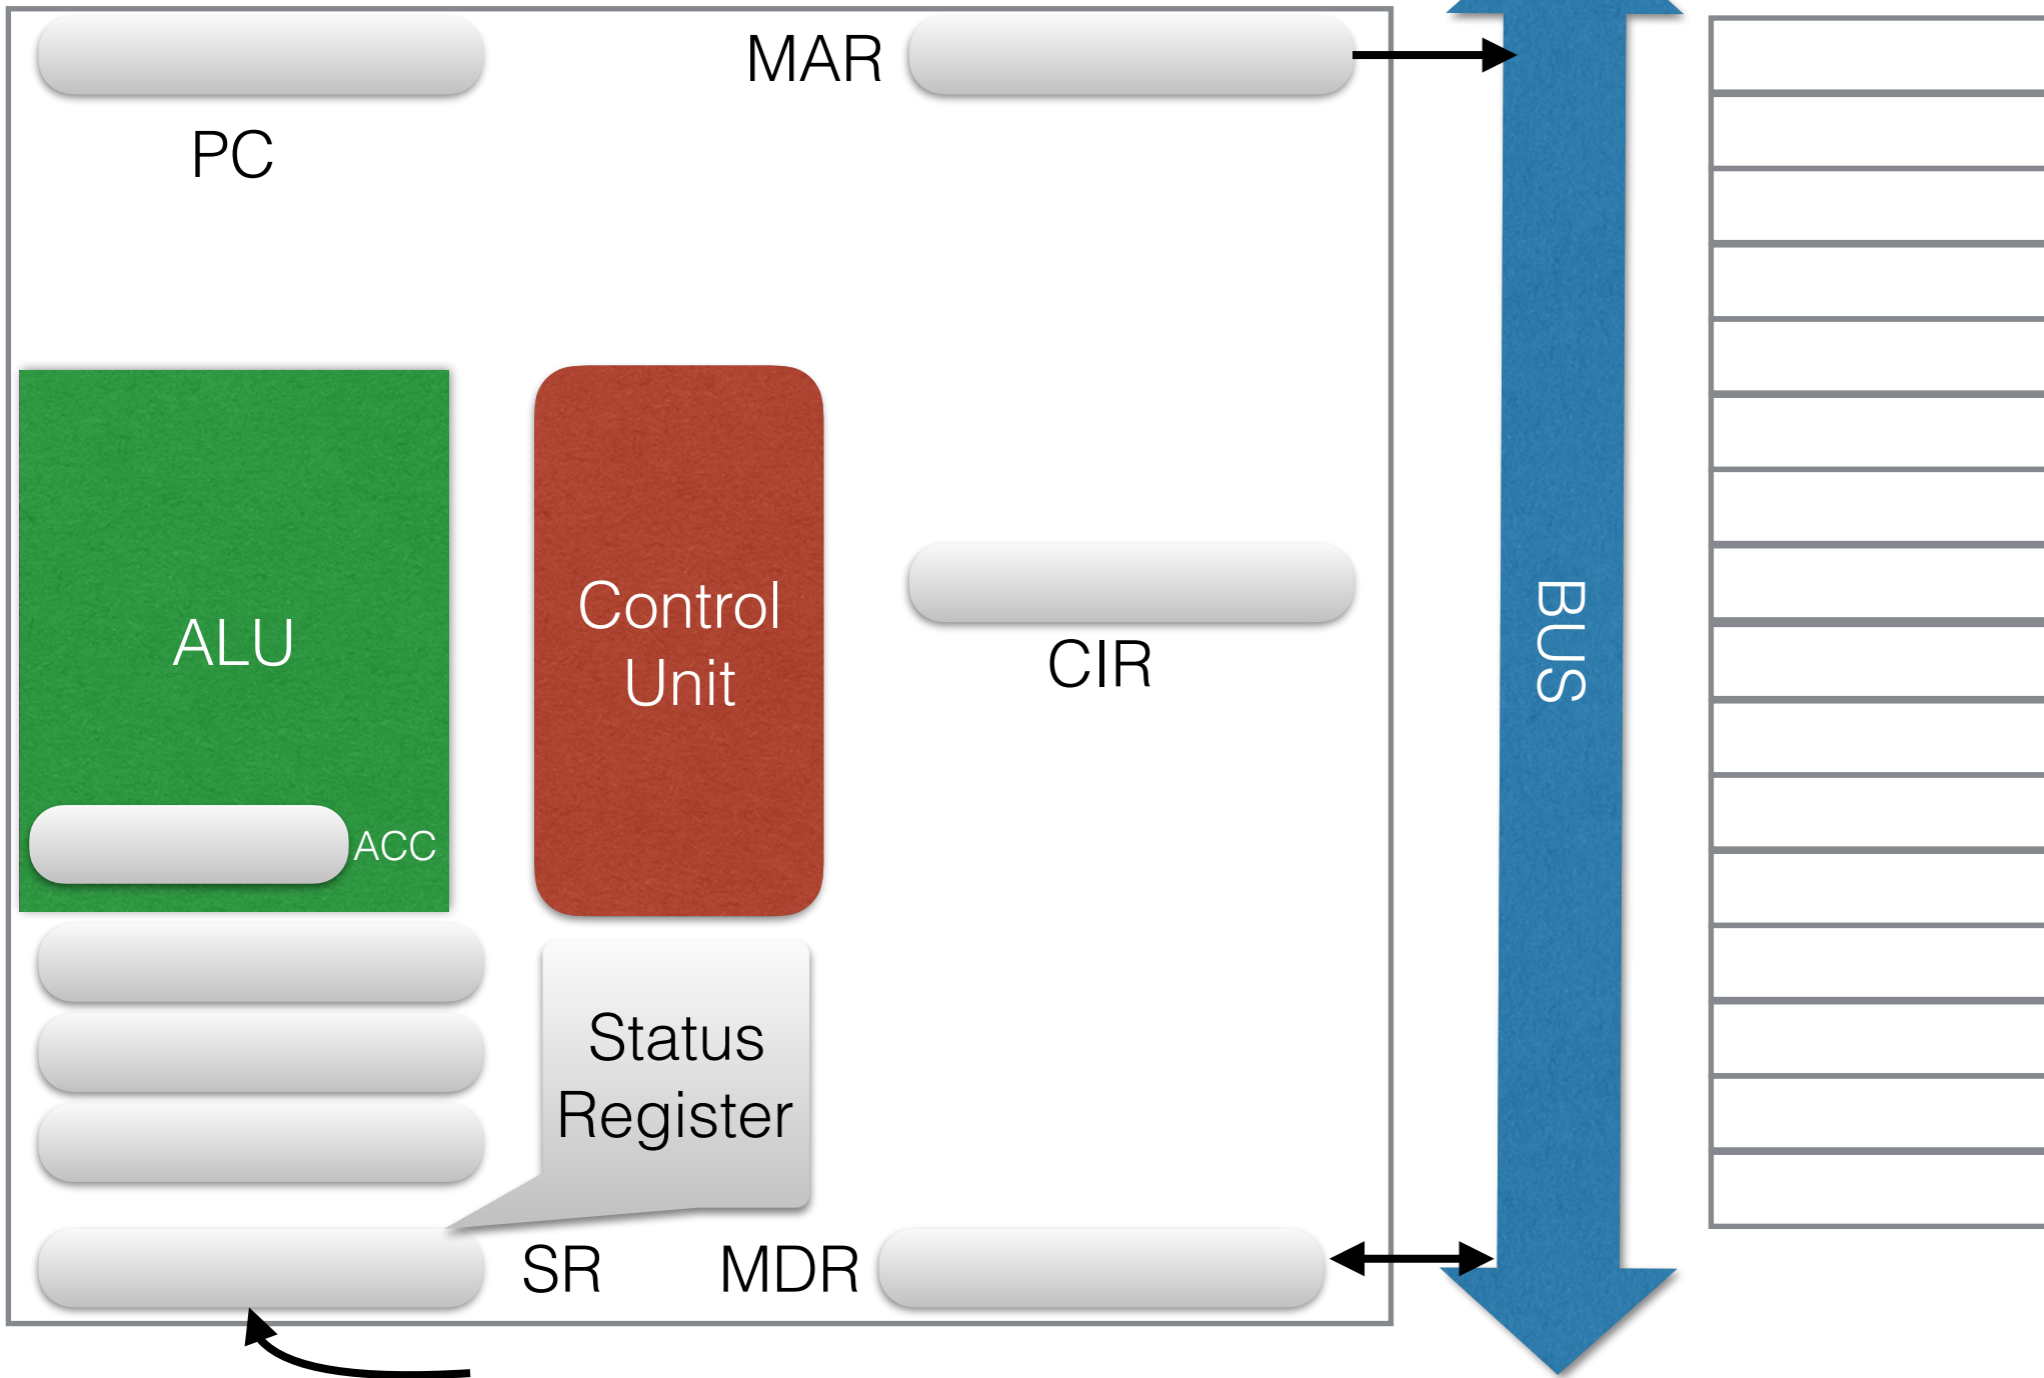 MAR
PC
ALU
Control
Unit
CIR
BUS
ACC
Status
Register
SR
MDR